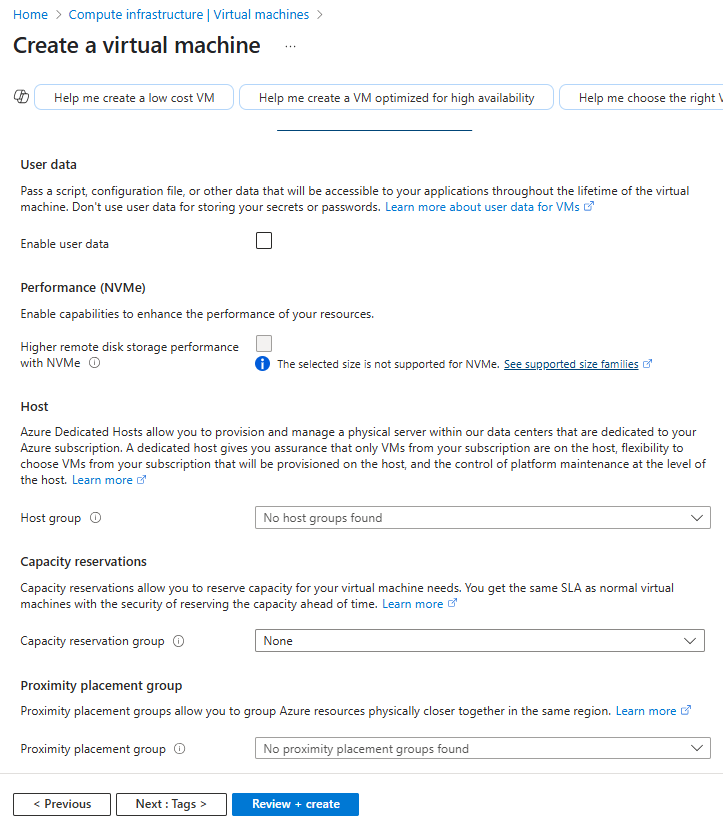 Home > Compute infrastructure | Virtual machines >
Create a virtual machine ...
Help me create a low cost VM
Help me create a VM optimized for high availability
Help me choose the right V
User data
Pass a script, configuration file, or other data that will be accessible to your applications throughout the lifetime of the virtual
machine. Don't use user data for storing your secrets or passwords. Learn more about user data for VMs
Enable user data
Performance (NVMe)
Enable capabilities to enhance the performance of your resources.
Higher remote disk storage performance
with NVMe
The selected size is not supported for NVMe. See supported size families
Host
Azure Dedicated Hosts allow you to provision and manage a physical server within our data centers that are dedicated to your
Azure subscription. A dedicated host gives you assurance that only VMs from your subscription are on the host, flexibility to
choose VMs from your subscription that will be provisioned on the host, and the control of platform maintenance at the level of
the host. Learn more
Host group
No host groups found
Capacity reservations
Capacity reservations allow you to reserve capacity for your virtual machine needs. You get the same SLA as normal virtual
machines with the security of reserving the capacity ahead of time. Learn more
Capacity reservation group
None
Proximity placement group
Proximity placement groups allow you to group Azure resources physically closer together in the same region. Learn more
Proximity placement group
No proximity placement groups found
< Previous
Next : Tags >
Review + create